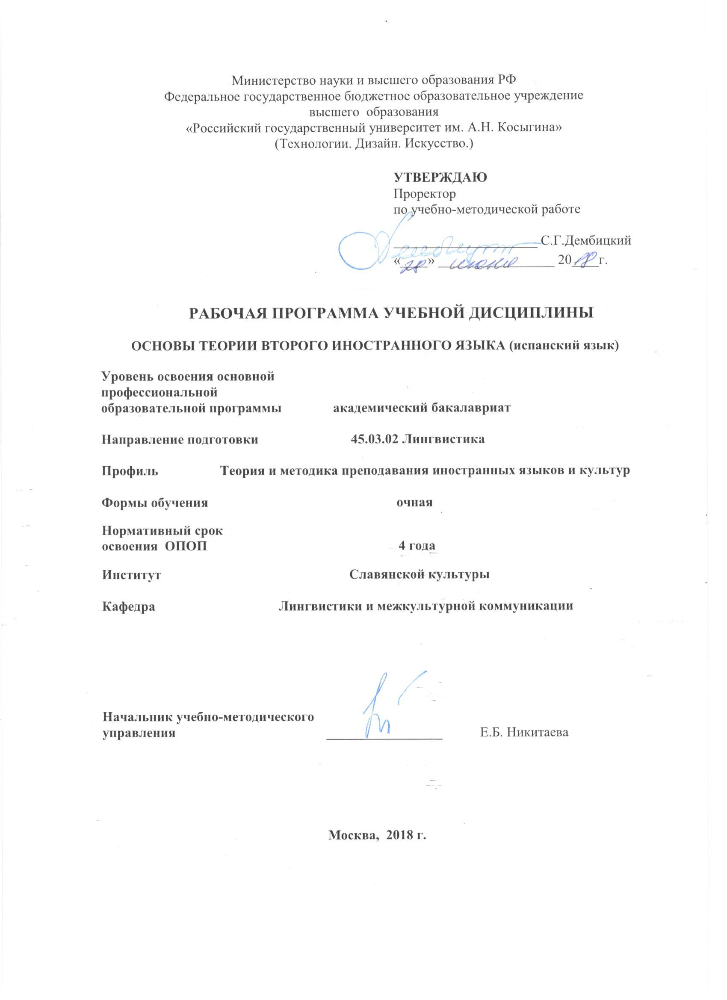 Министерство науки и высшего образования РФ
Федеральное государственное бюджетное образовательное учреждение
высшего  образования
«Российский государственный университет им. А.Н. Косыгина»
(Технологии. Дизайн. Искусство.)
УТВЕРЖДАЮ
Проректор
по учебно-методической работе
С.Г.Дембицкий
«28» июня 2018 г.
РАБОЧАЯ ПРОГРАММА УЧЕБНОЙ ДИСЦИПЛИНЫ
ОСНОВЫ ТЕОРИИ ВТОРОГО ИНОСТРАННОГО ЯЗЫКА (испанский язык)
Уровень освоения основной
профессиональной
образовательной программы академический бакалавриат
Направление подготовки 45.03.02 Лингвистика
Профиль Теория и методика преподавания иностранных языков и культур
Формы обучения очная
Нормативный срок
освоения  ОПОП 4 года
Институт Славянской культуры
Кафедра Лингвистики и межкультурной коммуникации
Начальник учебно-методического
управления Е.Б. Никитаева
Москва,  2018 г.